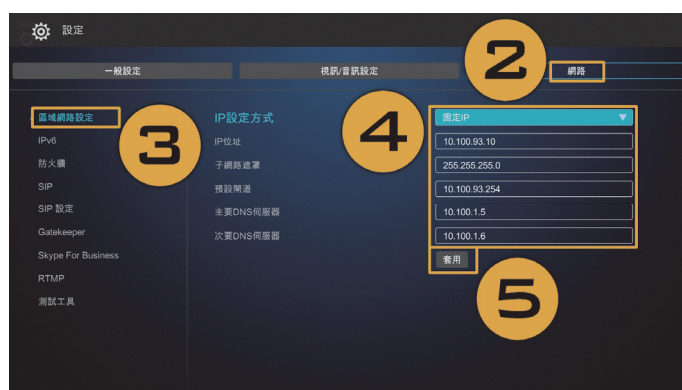 設定
一般設定
視訊/音訊設定
2
網路
區域網路設定
IPv6
防火牆
SIP
SIP 設定
Gatekeeper
Skype For Business
RTMP
測試工具
3
IP設定方式
IP位址
子網路遮罩
預設閘道
主要DNS伺服器
次要DNS伺服器
4
固定IP
10.100.93.10
255.255.255.0
10.100.93.254
10.100.1.5
10.100.1.6
套用
5